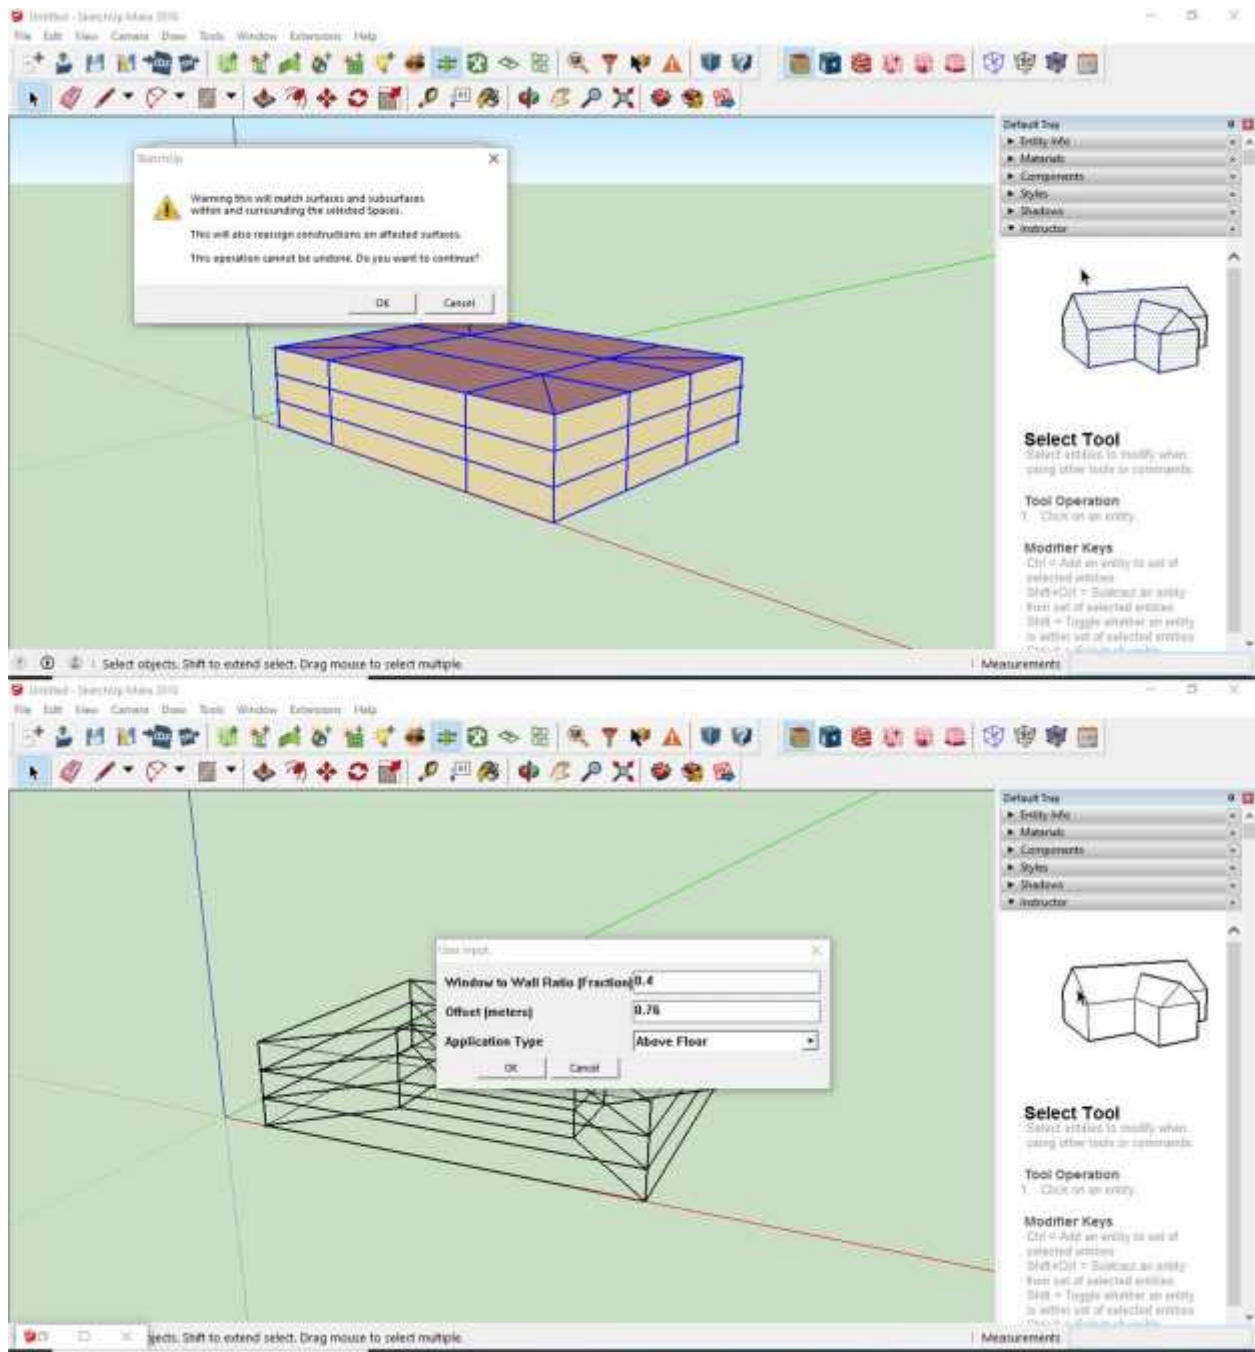 Untitled - SketchUp Make 2016
File Edit View Camera Draw Tools Window Extensions Help
SketchUp
Warning this will match surfaces and subsurfaces
within and surrounding the selected Spaces.
This will also reassign constructions on affected surfaces.
This operation cannot be undone. Do you want to continue?
OK Cancel
Default Tray
Entity Info
Materials
Components
Styles
Shadows
Instructor
Select Tool
Select entities to modify when
using other tools or commands.
Tool Operation
1. Click on an entity.
Modifier Keys
Ctrl = Add an entity to set of
selected entities
Shift+Ctrl = Subtract an entity
from set of selected entities
Shift = Toggle whether an entity
is within set of selected entities
Select objects. Shift to extend select. Drag mouse to select multiple.
Measurements
Untitled - SketchUp Make 2016
File Edit View Camera Draw Tools Window Extensions Help
User Input.
Window to Wall Ratio (Fraction) 0.4
Offset (meters) 0.76
Application Type Above Floor
OK Cancel
Default Tray
Entity Info
Materials
Components
Styles
Shadows
Instructor
Select Tool
Select entities to modify when
using other tools or commands.
Tool Operation
1. Click on an entity.
Modifier Keys
Ctrl = Add an entity to set of
selected entities
Shift+Ctrl = Subtract an entity
from set of selected entities
Shift = Toggle whether an entity
is within set of selected entities
jects. Shift to extend select. Drag mouse to select multiple.
Measurements